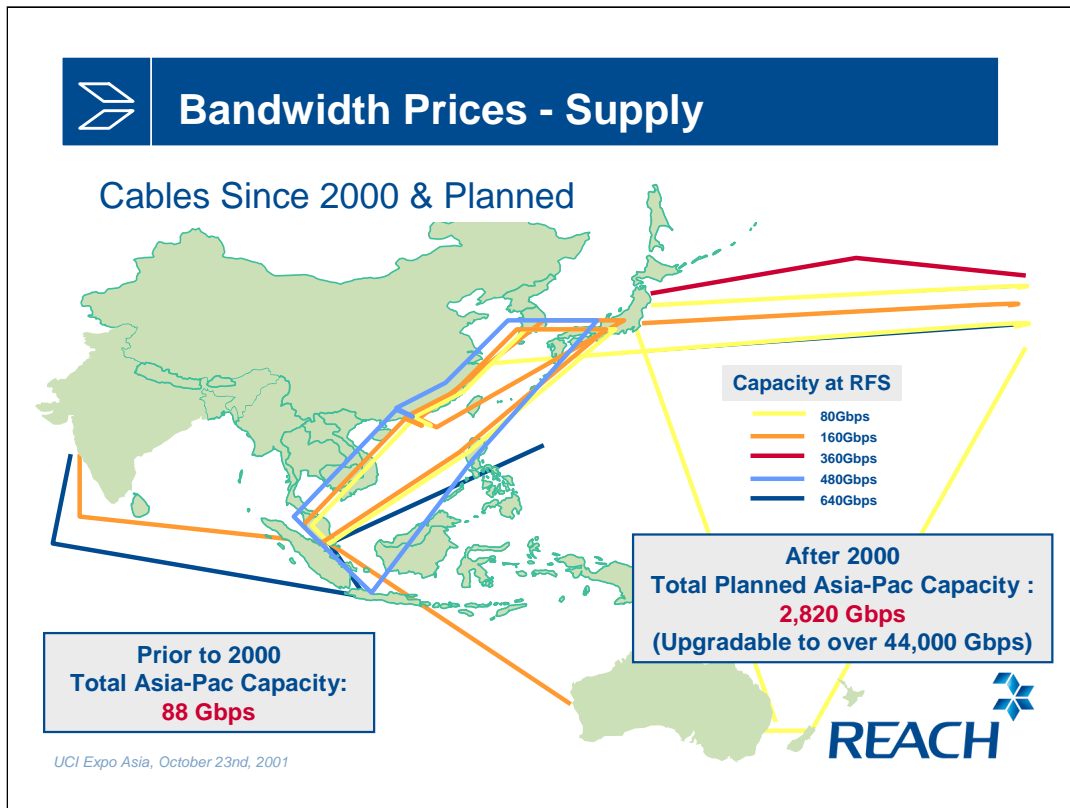 Bandwidth Prices - Supply
Cables Since 2000 & Planned
Capacity at RFS
80Gbps
160Gbps
360Gbps
480Gbps
640Gbps
After 2000
Total Planned Asia-Pac Capacity :
2,820 Gbps
(Upgradable to over 44,000 Gbps)
Prior to 2000
Total Asia-Pac Capacity:
88 Gbps
REACH
UCI Expo Asia, October 23nd, 2001